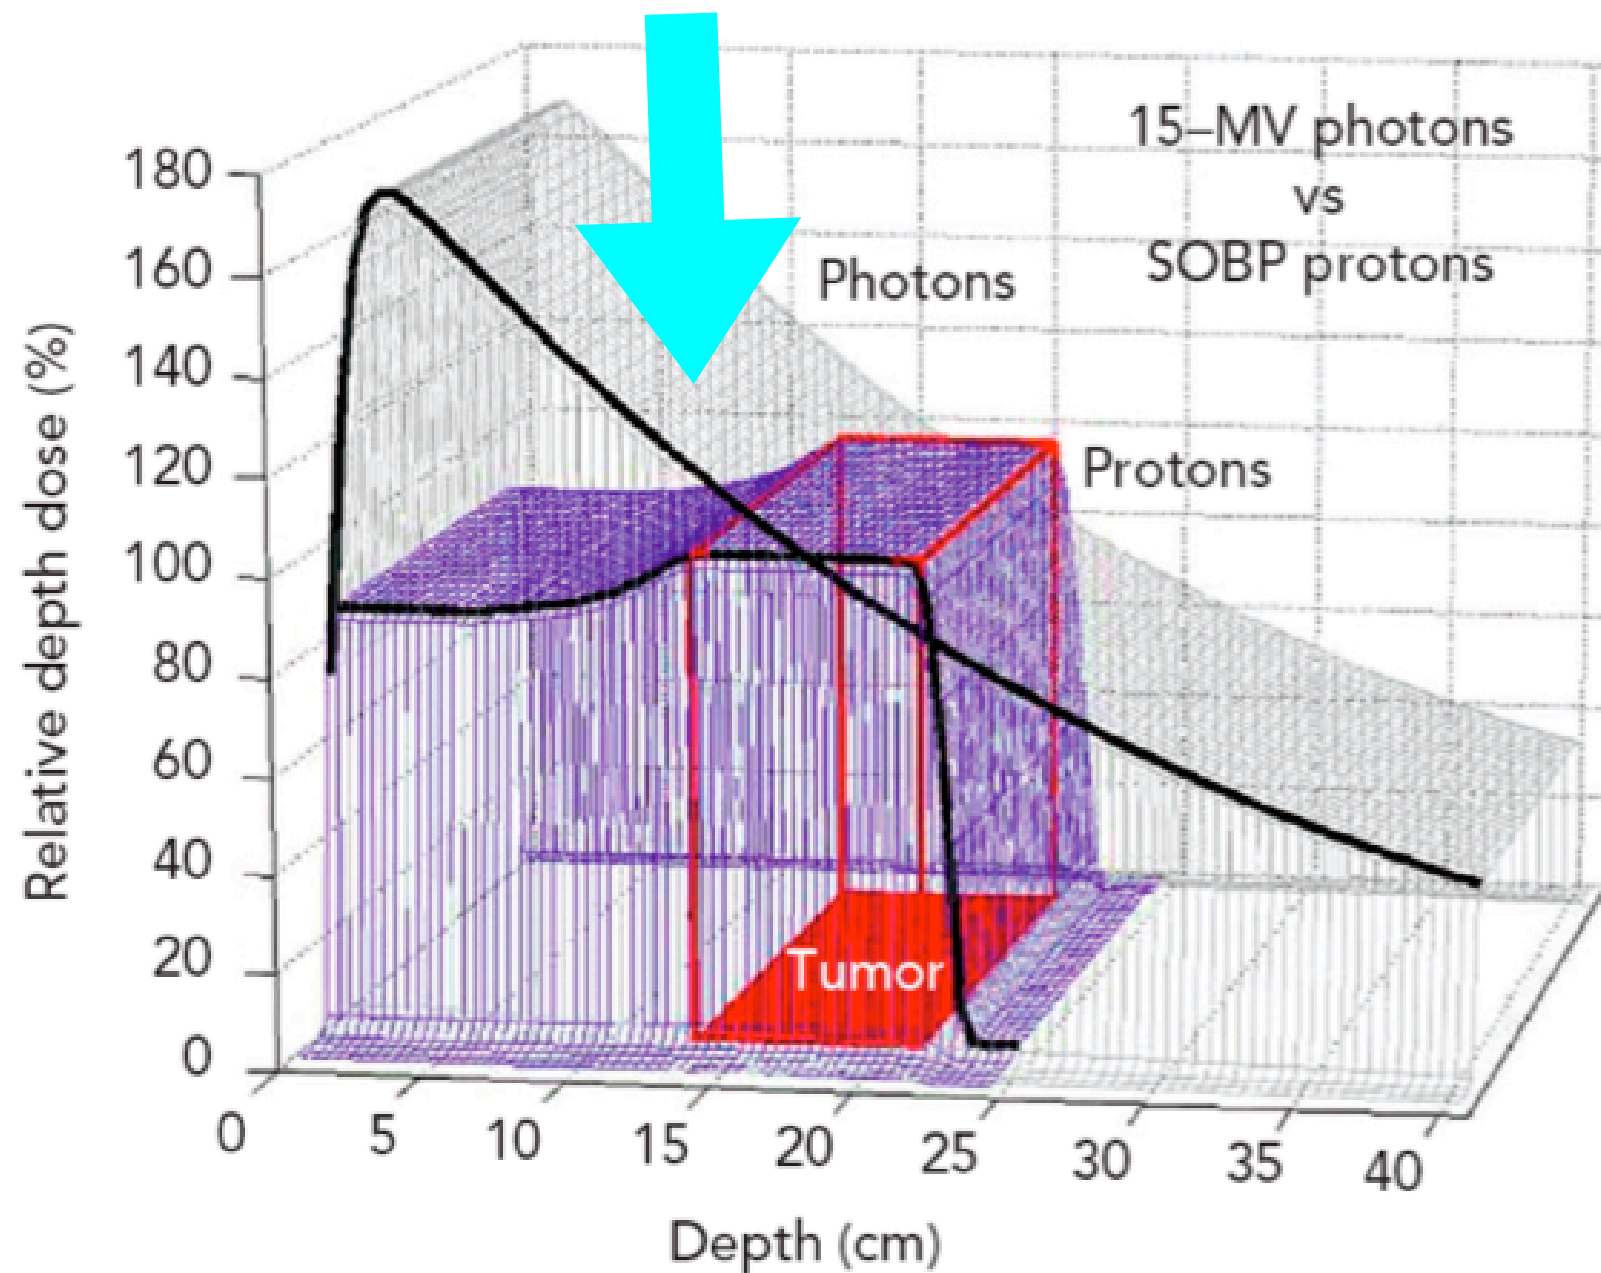 15–MV photons
vs
SOBP protons
Photons
Protons
Tumor
Relative depth dose (%)
180
160
140
120
100
80
60
40
20
0
0 5 10 15 20 25 30 35 40
Depth (cm)